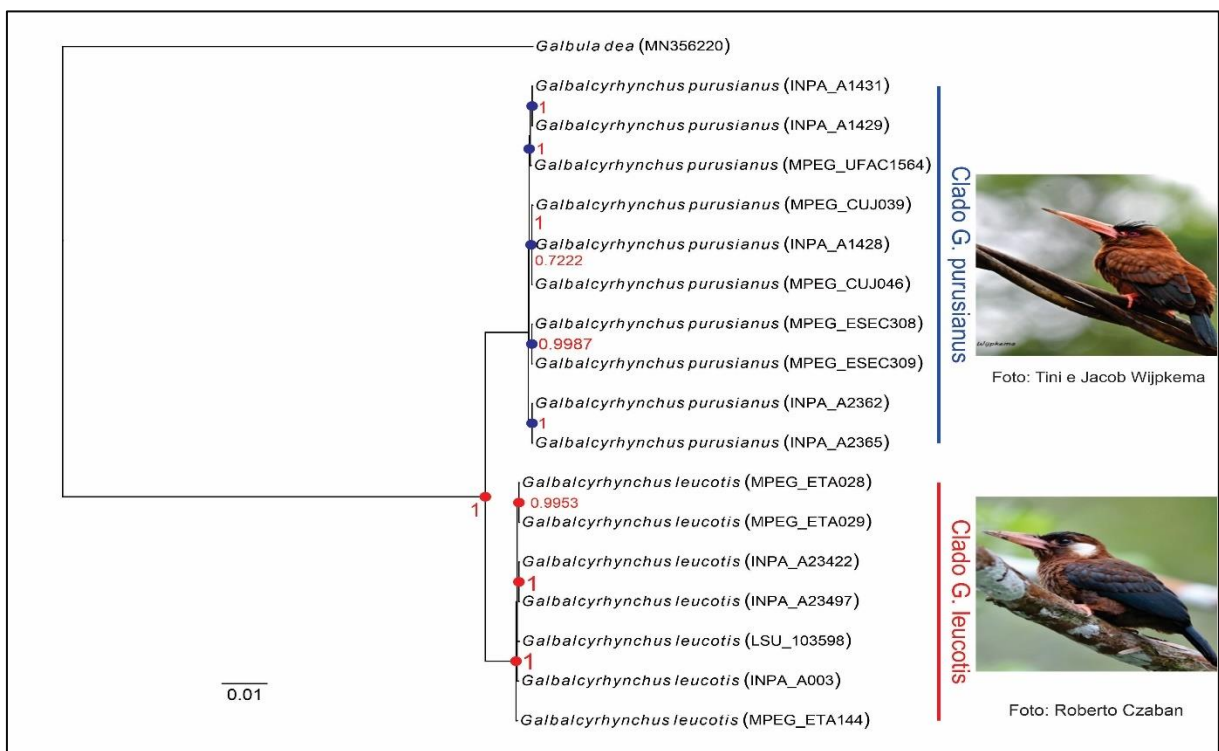 Galbula dea (MN356220)
Galbalcyrhynchus purusianus (INPA_A1431)
1
Galbalcyrhynchus purusianus (INPA_A1429)
1
Galbalcyrhynchus purusianus (MPEG_UFAC1564)
Galbalcyrhynchus purusianus (MPEG_CUJ039)
1
Galbalcyrhynchus purusianus (INPA_A1428)
0.7222
Galbalcyrhynchus purusianus (MPEG_CUJ046)
Galbalcyrhynchus purusianus (MPEG_ESEC308)
0.9987
Galbalcyrhynchus purusianus (MPEG_ESEC309)
Galbalcyrhynchus purusianus (INPA_A2362)
1
Galbalcyrhynchus purusianus (INPA_A2365)
Clado G. purusianus
Wijpkema
Foto: Tini e Jacob Wijpkema
Galbalcyrhynchus leucotis (MPEG_ETA028)
1
0.9953
Galbalcyrhynchus leucotis (MPEG_ETA029)
Galbalcyrhynchus leucotis (INPA_A23422)
1
Galbalcyrhynchus leucotis (INPA_A23497)
Galbalcyrhynchus leucotis (LSU_103598)
1
Galbalcyrhynchus leucotis (INPA_A003)
Galbalcyrhynchus leucotis (MPEG_ETA144)
Clado G. leucotis
Foto: Roberto Czaban
0.01